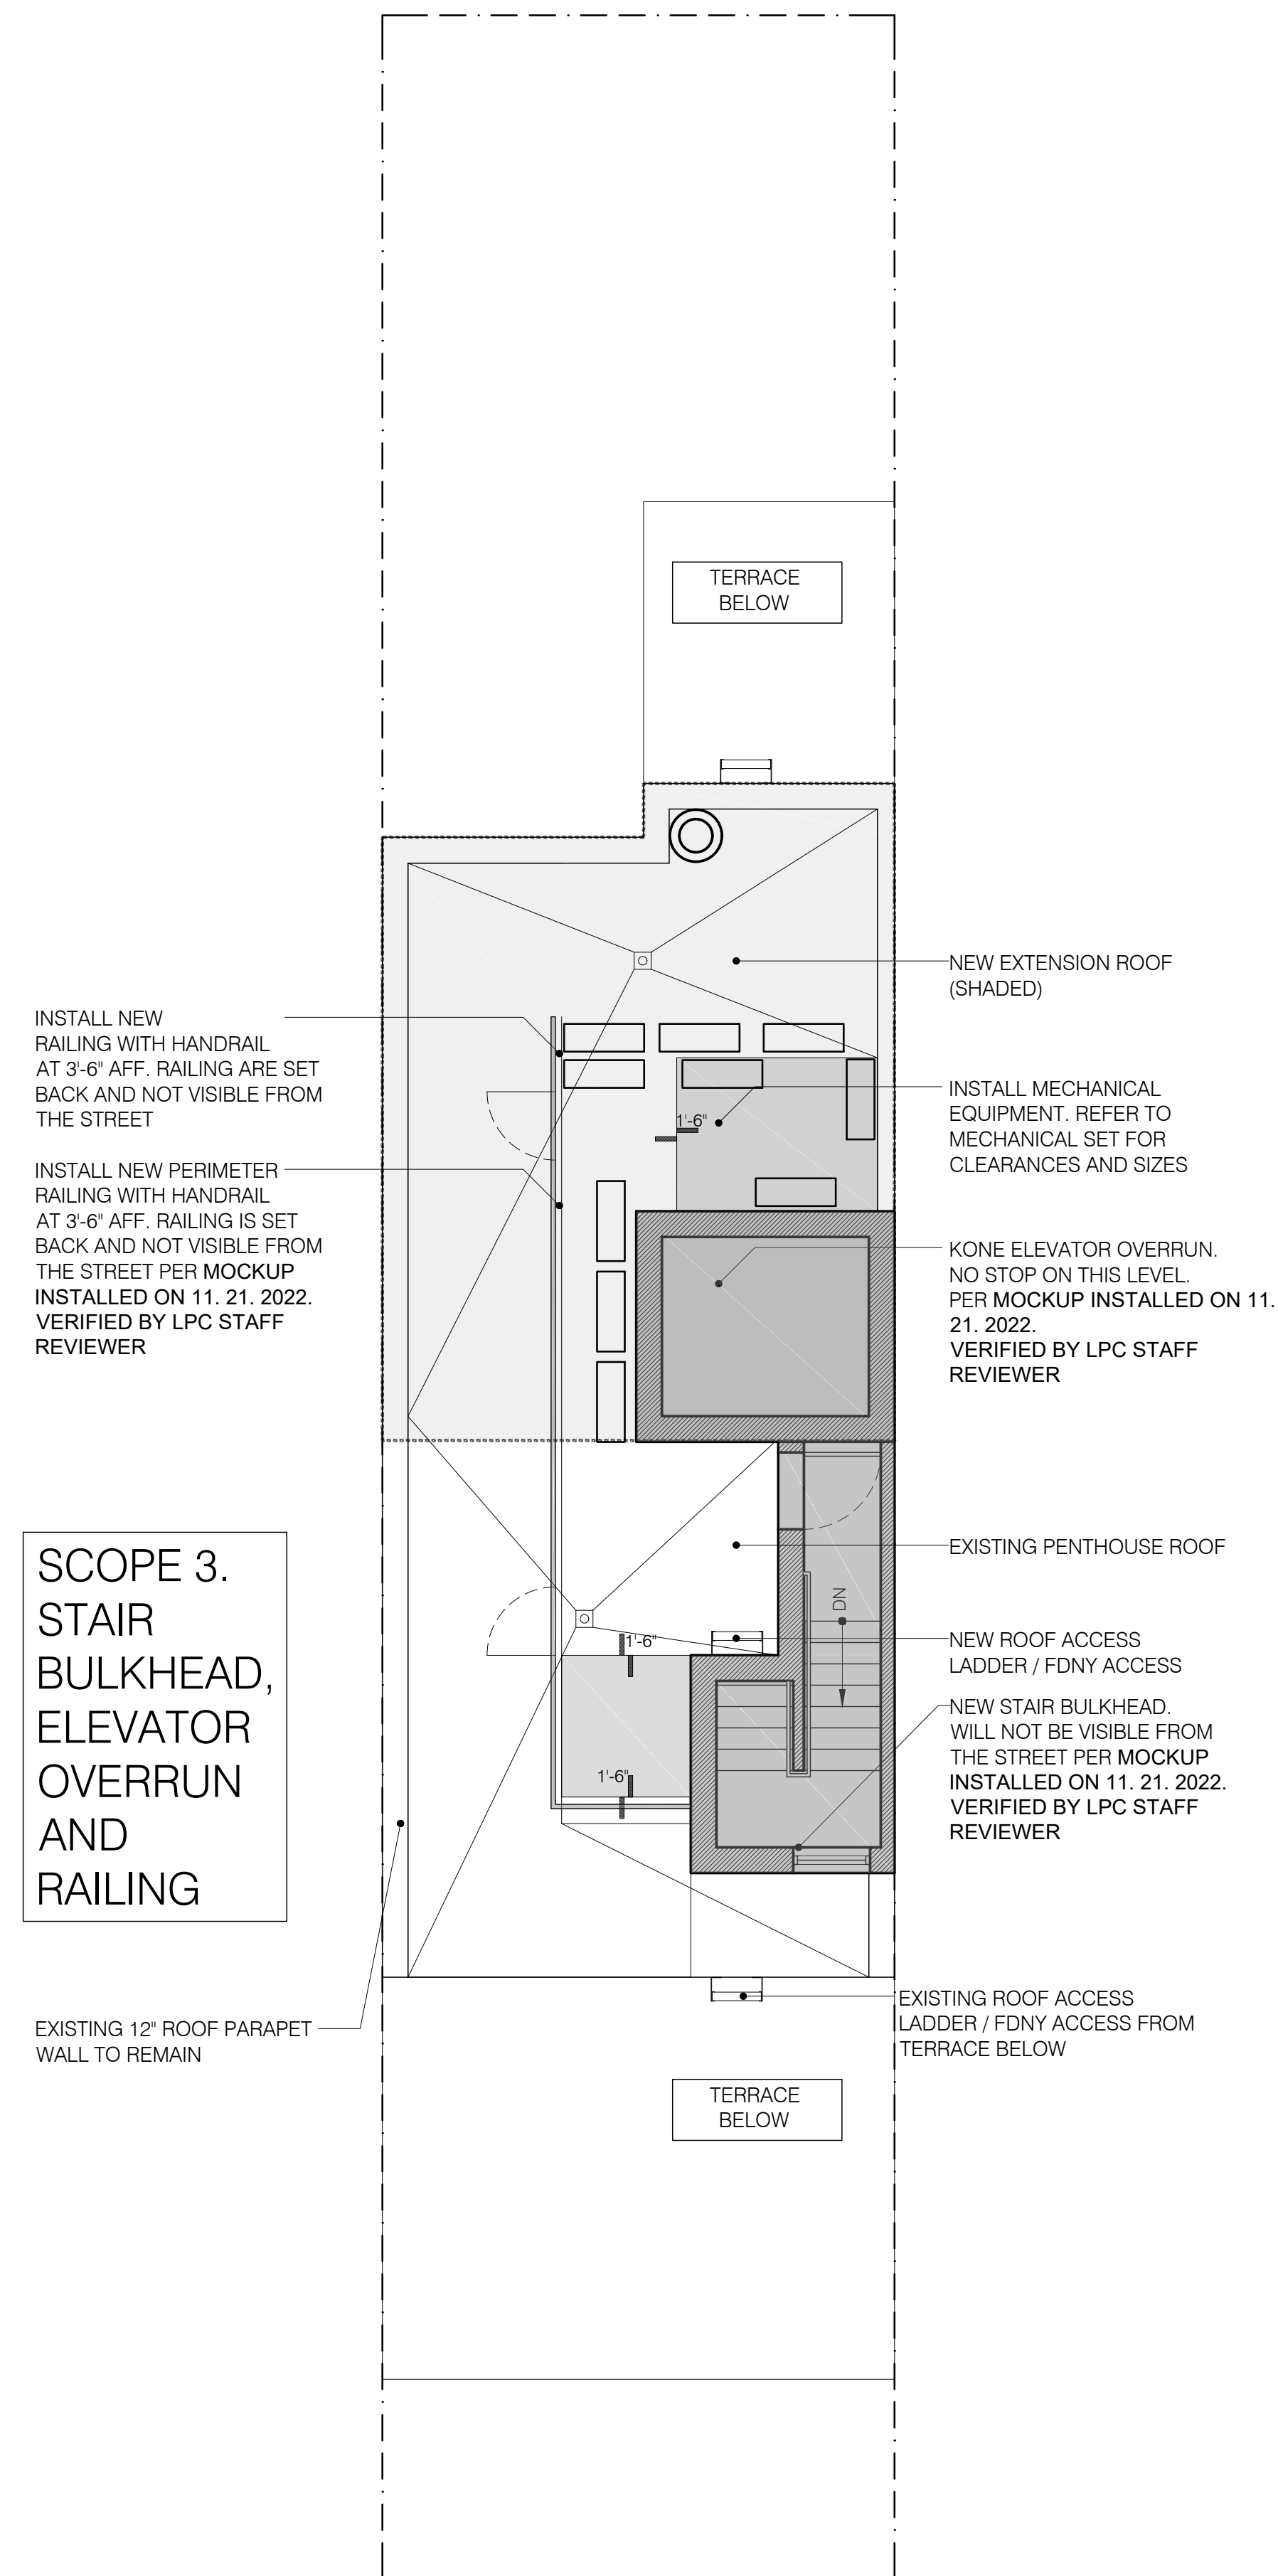 TERRACE
BELOW
NEW EXTENSION ROOF
(SHADED)
INSTALL NEW
RAILING WITH HANDRAIL
AT 3'-6" AFF. RAILING ARE SET
BACK AND NOT VISIBLE FROM
THE STREET
INSTALL MECHANICAL
EQUIPMENT. REFER TO
MECHANICAL SET FOR
CLEARANCES AND SIZES
1'-6"
INSTALL NEW PERIMETER
RAILING WITH HANDRAIL
AT 3'-6" AFF. RAILING IS SET
BACK AND NOT VISIBLE FROM
THE STREET PER MOCKUP
INSTALLED ON 11. 21. 2022.
VERIFIED BY LPC STAFF
REVIEWER
KONE ELEVATOR OVERRUN.
NO STOP ON THIS LEVEL.
PER MOCKUP INSTALLED ON 11.
21. 2022.
VERIFIED BY LPC STAFF
REVIEWER
SCOPE 3.
STAIR
BULKHEAD,
ELEVATOR
OVERRUN
AND
RAILING
EXISTING PENTHOUSE ROOF
DN
1'-6"
NEW ROOF ACCESS
LADDER / FDNY ACCESS
NEW STAIR BULKHEAD.
WILL NOT BE VISIBLE FROM
THE STREET PER MOCKUP
INSTALLED ON 11. 21. 2022.
VERIFIED BY LPC STAFF
REVIEWER
1'-6"
EXISTING 12" ROOF PARAPET
WALL TO REMAIN
EXISTING ROOF ACCESS
LADDER / FDNY ACCESS FROM
TERRACE BELOW
TERRACE
BELOW